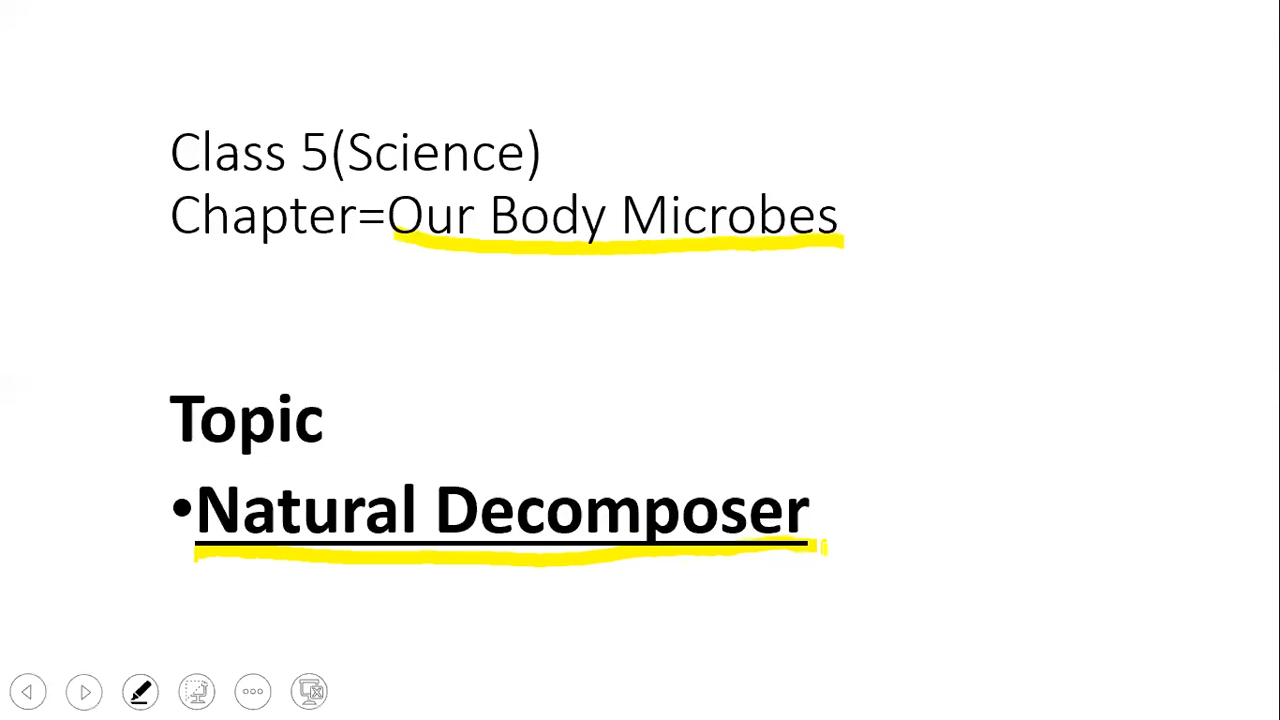 Class 5(Science)
Chapter=Our Body Microbes
Topic
•Natural Decomposer